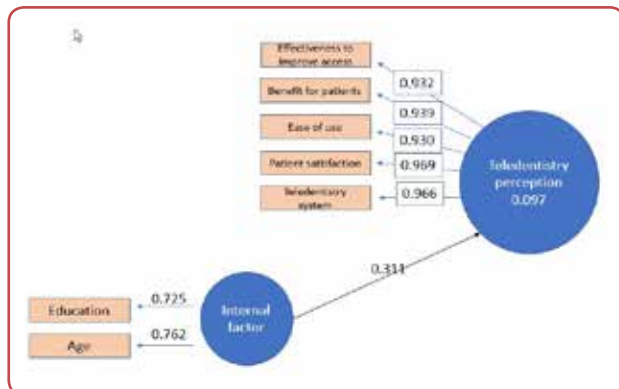 Effectiveness to
improve access
0.932
Benefit for patients
0.939
Ease of use
0.930
Patient satisfaction
0.969
Teledentistry
system
0.966
Teledentistry
perception
0.097
0.311
Internal
factor
0.725
Education
0.762
Age